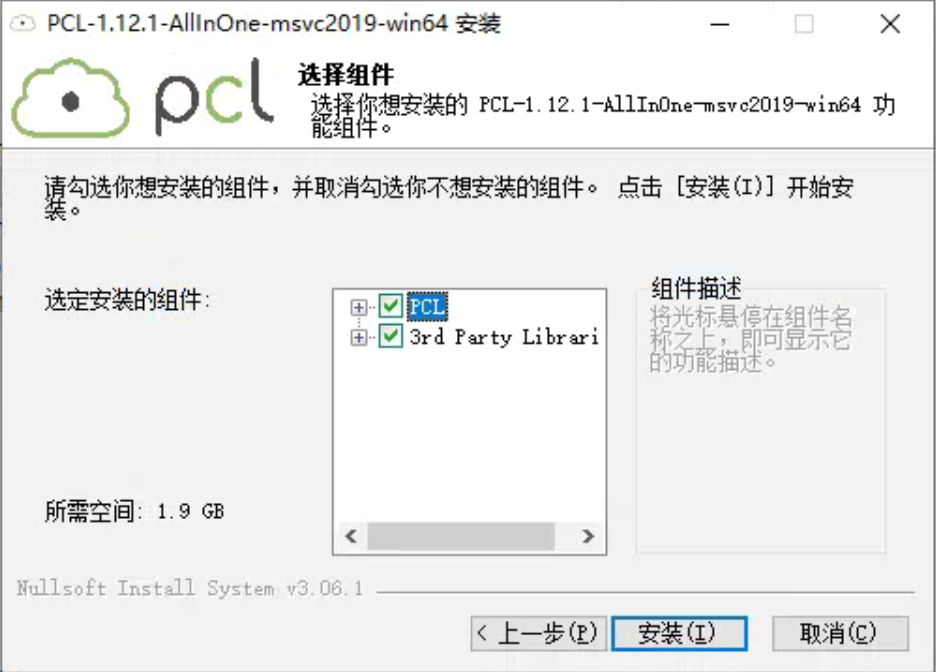 PCL-1.12.1-AllInOne-msvc2019-win64 安装
pcl
选择组件
选择你想安装的 PCL-1.12.1-AllInOne-msvc2019-win64 功
能组件。
请勾选你想安装的组件，并取消勾选你不想安装的组件。 点击 [安装(I)] 开始安
装。
选定安装的组件:
PCL
3rd Party Librari
组件描述
将光标悬停在组件名
称之上，即可显示它
的功能描述。
所需空间: 1.9 GB
Nullsoft Install System v3.06.1
< 上一步(P)
安装(I)
取消(C)